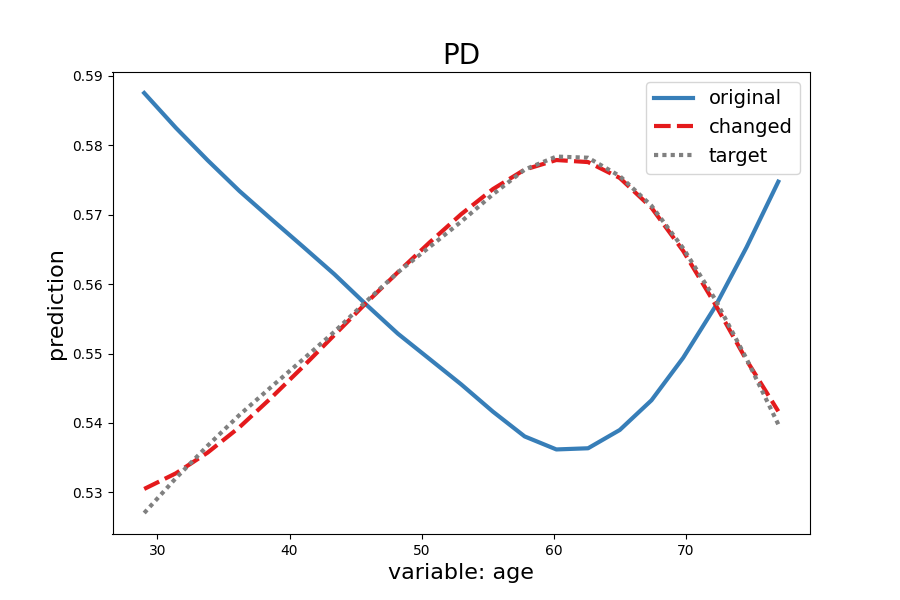 PD
original
changed
target
prediction
0.59
0.58
0.57
0.56
0.55
0.54
0.53
30 40 50 60 70
variable: age